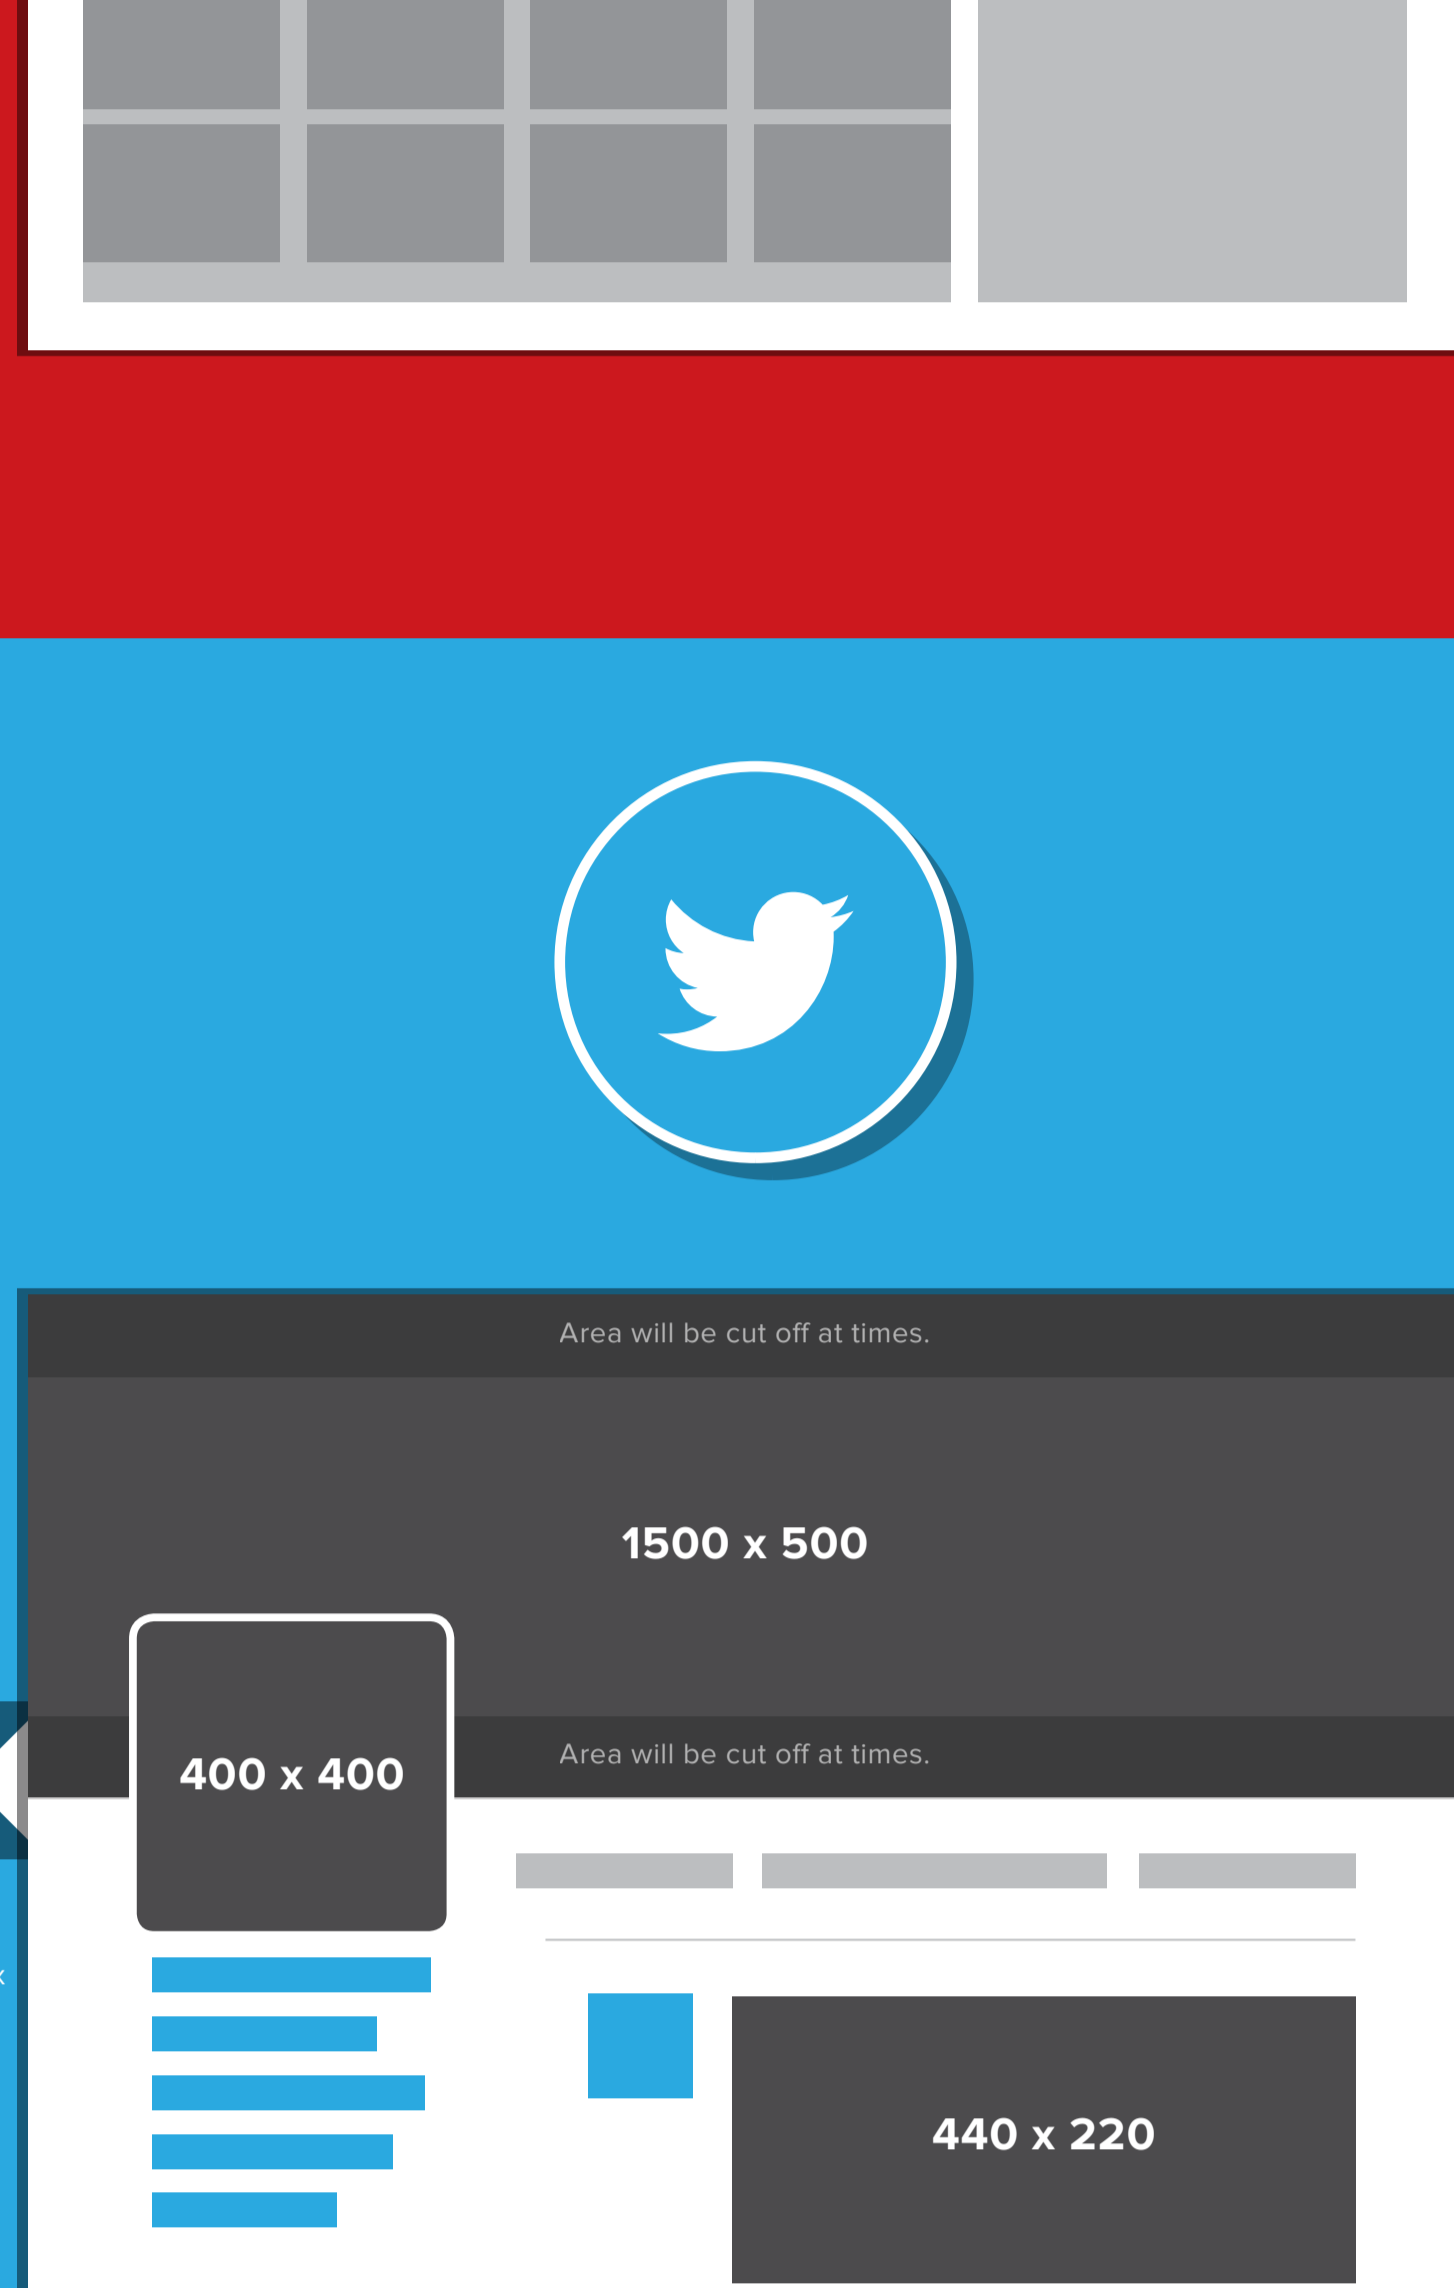 Area will be cut off at times.
1500 x 500
400 x 400
Area will be cut off at times.
440 x 220